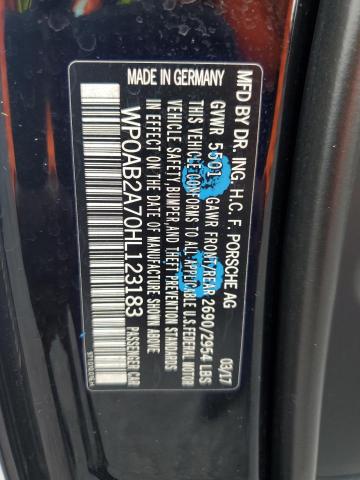 MFD BY DR. ING. H.C. F. PORSCHE AG
GVWR 5501 GAWR FRONT/REAR 2690/2954 LBS 03/17
THIS VEHICLE CONFORMS TO ALL APPLICABLE U.S.FEDERAL MOTOR
VEHICLE SAFETY,BUMPER,AND THEFT PREVENTION STANDARDS
IN EFFECT ON THE DATE OF MANUFACTURE SHOWN ABOVE
MADE IN GERMANY
WP0AB2A70HL123183 PASSENGER CAR